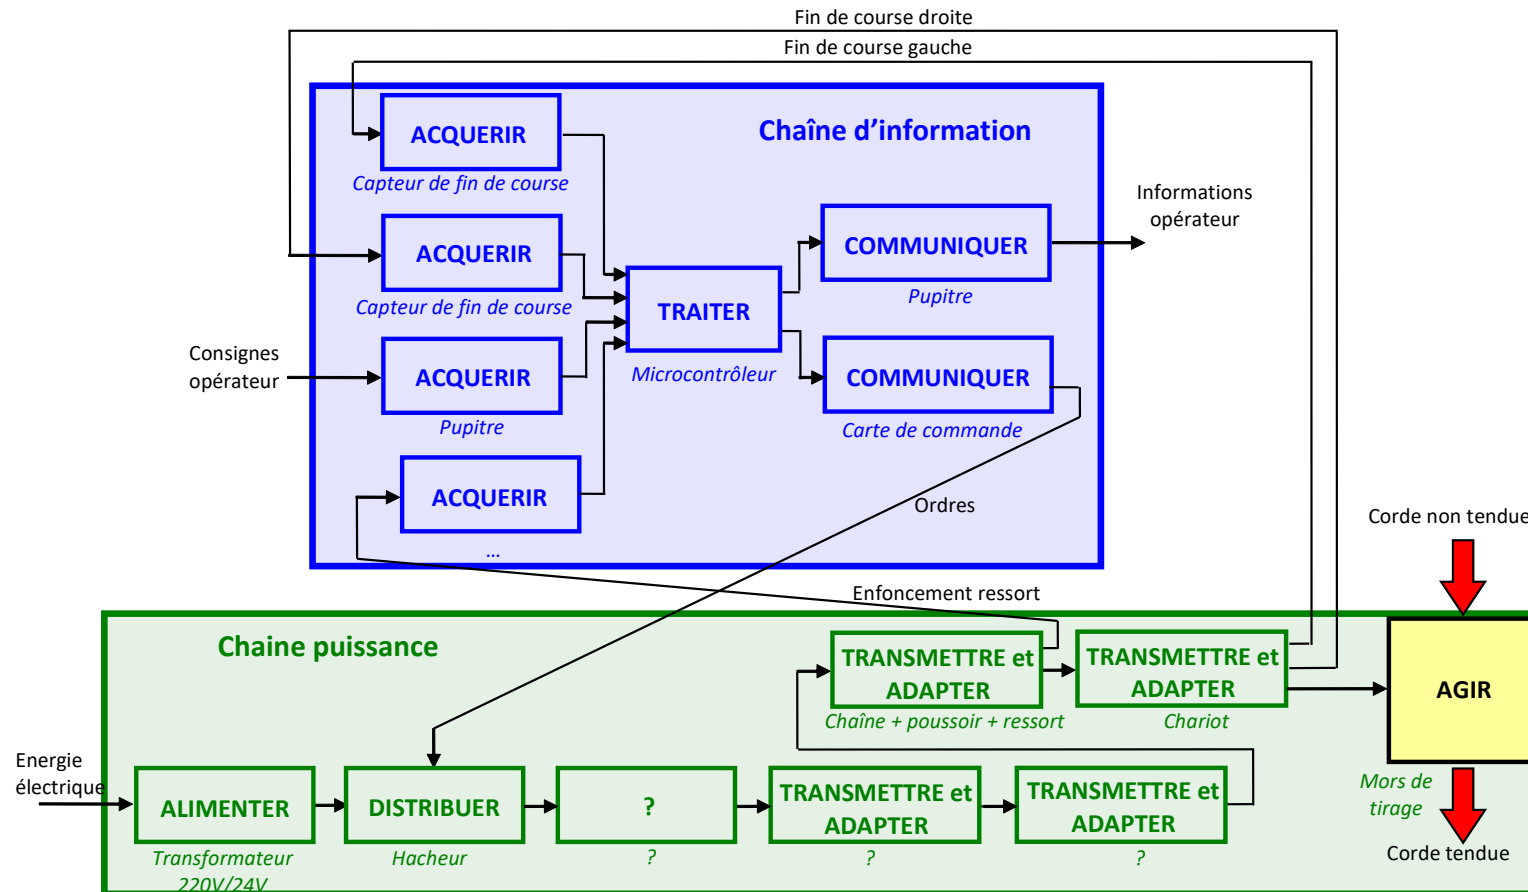 Fin de course droite
Fin de course gauche
Chaîne d’information
ACQUERIR
Capteur de fin de course
ACQUERIR
Capteur de fin de course
Consignes
opérateur
ACQUERIR
Pupitre
ACQUERIR
...
TRAITER
Microcontrôleur
COMMUNIQUER
Pupitre
Informations
opérateur
COMMUNIQUER
Carte de commande
Ordres
Enfoncement ressort
Corde non tendue
Chaine puissance
TRANSMETTRE et
ADAPTER
Chaîne + poussoir + ressort
TRANSMETTRE et
ADAPTER
Chariot
AGIR
Mors de
tirage
Corde tendue
Energie
électrique
ALIMENTER
Transformateur
220V/24V
DISTRIBUER
Hacheur
?
?
TRANSMETTRE et
ADAPTER
?
TRANSMETTRE et
ADAPTER
?